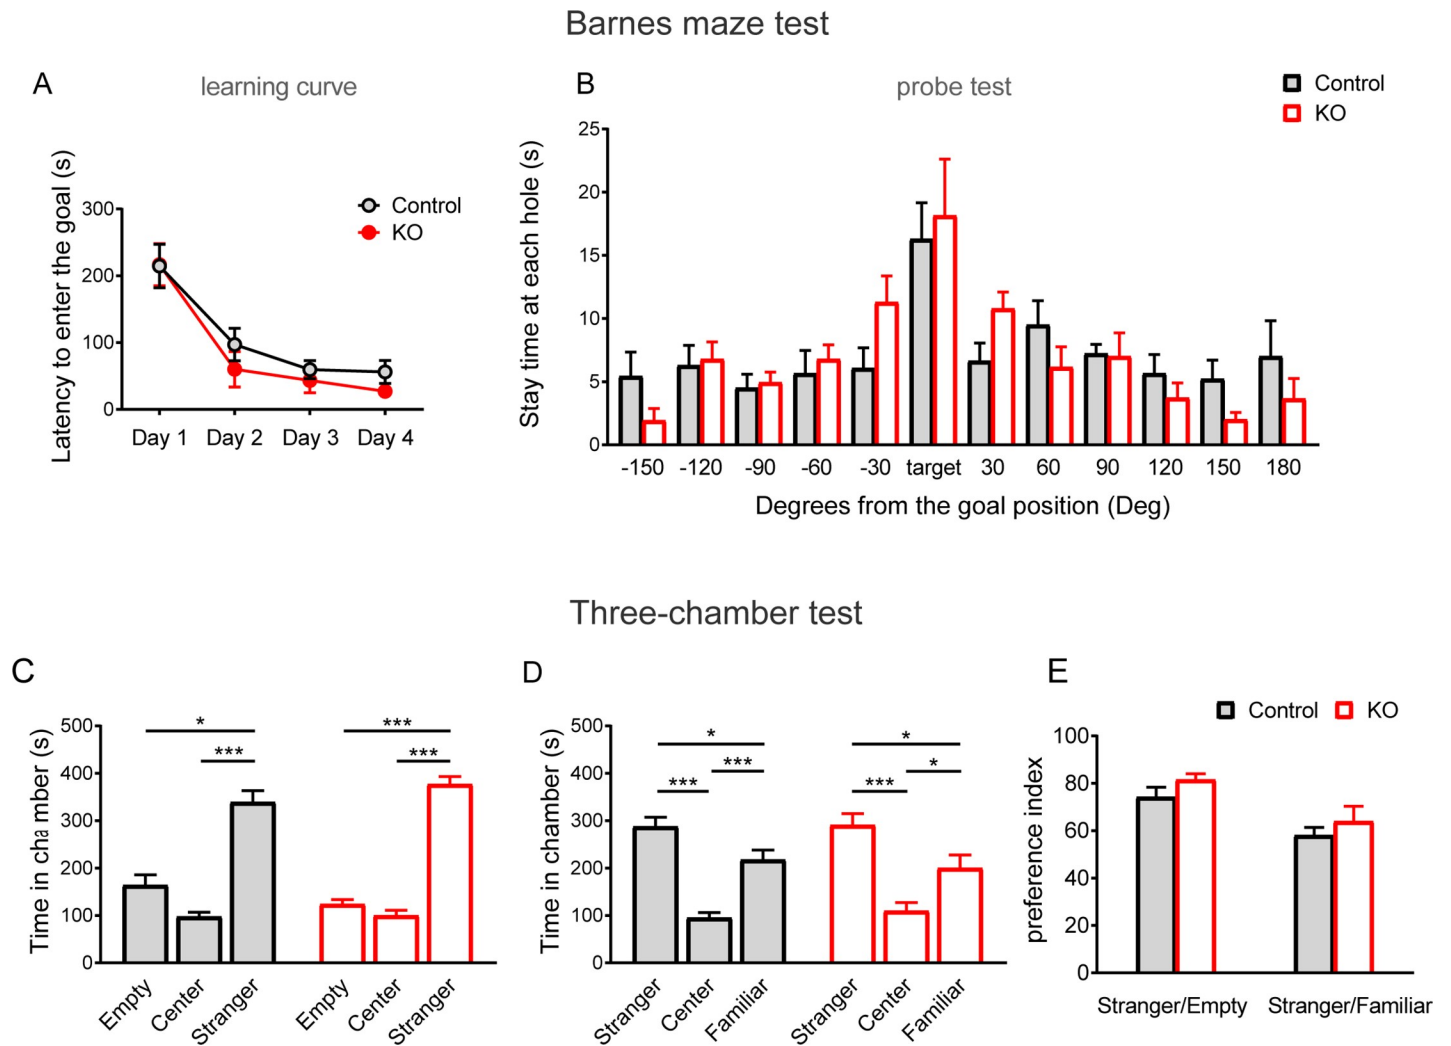 Barnes maze test
A
learning curve
Latency to enter the goal (s)
300
200
100
0
Control
KO
Day 1 Day 2 Day 3 Day 4
B
probe test
Control
KO
Stay time at each hole (s)
25
20
15
10
5
0
-150 -120 -90 -60 -30 target 30 60 90 120 150 180
Degrees from the goal position (Deg)
Three-chamber test
C
Time in chamber (s)
500
400
300
200
100
0
* ***
*** ***
Empty Center Stranger Empty Center Stranger
D
Time in chamber (s)
500
400
300
200
100
0
* *
*** *
*** ***
Stranger Center Familiar Stranger Center Familiar
E
Control KO
preference index
100
80
60
40
20
0
Stranger/Empty Stranger/Familiar